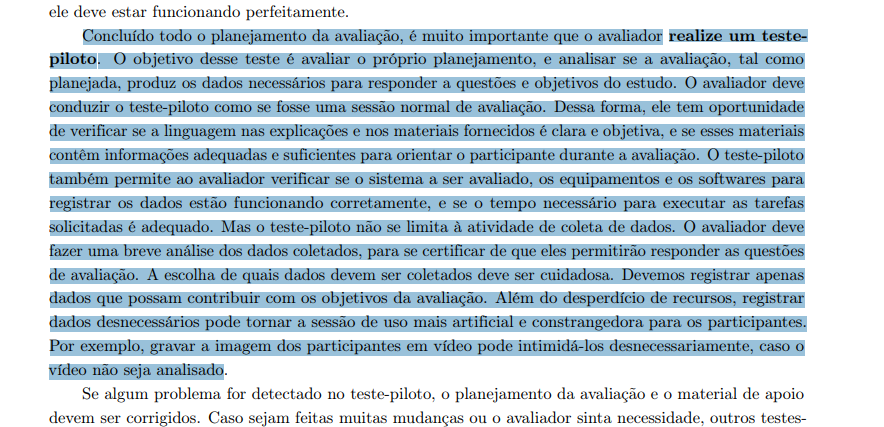 ele deve estar funcionando perfeitamente.
Concluído todo o planejamento da avaliação, é muito importante que o avaliador realize um teste-
piloto. O objetivo desse teste é avaliar o próprio planejamento, e analisar se a avaliação, tal como
planejada, produz os dados necessários para responder a questões e objetivos do estudo. O avaliador deve
conduzir o teste-piloto como se fosse uma sessão normal de avaliação. Dessa forma, ele tem oportunidade
de verificar se a linguagem nas explicações e nos materiais fornecidos é clara e objetiva, e se esses materiais
contêm informações adequadas e suficientes para orientar o participante durante a avaliação. O teste-piloto
também permite ao avaliador verificar se o sistema a ser avaliado, os equipamentos e os softwares para
registrar os dados estão funcionando corretamente, e se o tempo necessário para executar as tarefas
solicitadas é adequado. Mas o teste-piloto não se limita à atividade de coleta de dados. O avaliador deve
fazer uma breve análise dos dados coletados, para se certificar de que eles permitirão responder as questões
de avaliação. A escolha de quais dados devem ser coletados deve ser cuidadosa. Devemos registrar apenas
dados que possam contribuir com os objetivos da avaliação. Além do desperdício de recursos, registrar
dados desnecessários pode tornar a sessão de uso mais artificial e constrangedora para os participantes.
Por exemplo, gravar a imagem dos participantes em vídeo pode intimidá-los desnecessariamente, caso o
vídeo não seja analisado.
Se algum problema for detectado no teste-piloto, o planejamento da avaliação e o material de apoio
devem ser corrigidos. Caso sejam feitas muitas mudanças ou o avaliador sinta necessidade, outros testes-